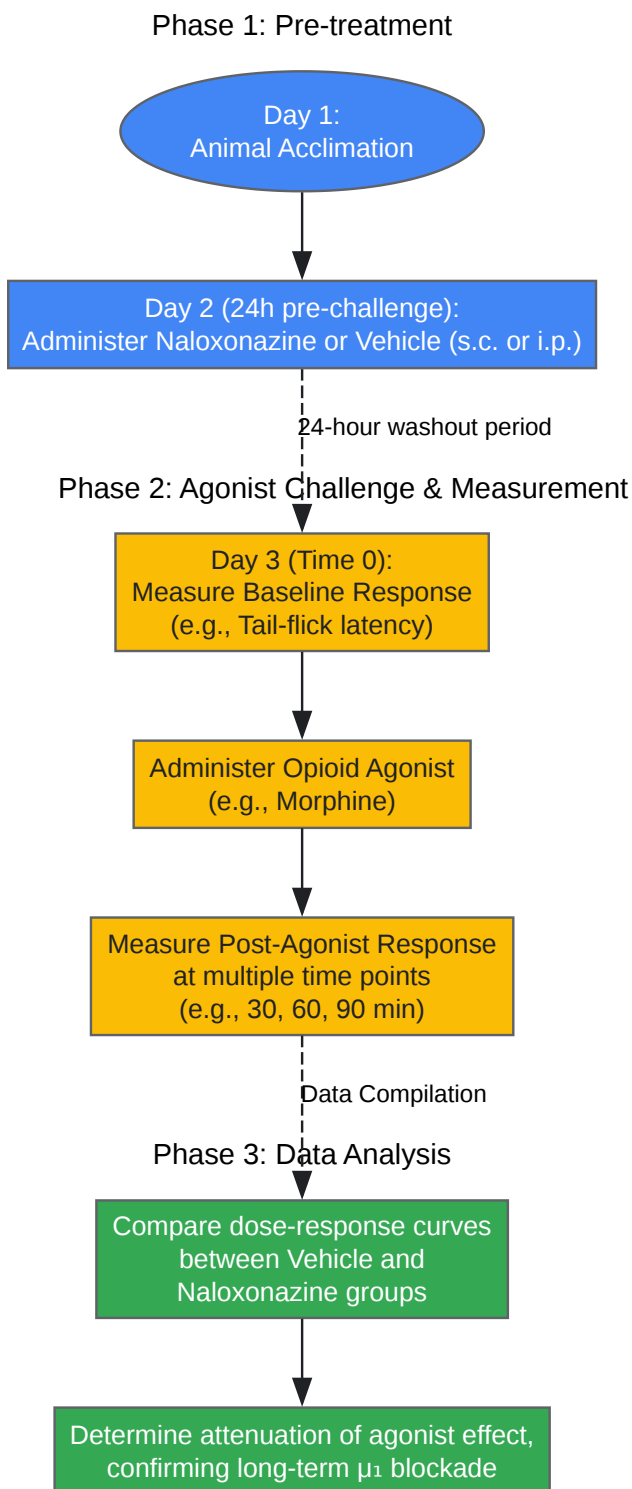 Phase 1: Pre-treatment
Day 1:
Animal Acclimation
Day 2 (24h pre-challenge):
Administer Naloxonazine or Vehicle (s.c. or i.p.)
24-hour washout period
Phase 2: Agonist Challenge & Measurement
Day 3 (Time 0):
Measure Baseline Response
(e.g., Tail-flick latency)
Administer Opioid Agonist
(e.g., Morphine)
Measure Post-Agonist Response
at multiple time points
(e.g., 30, 60, 90 min)
Data Compilation
Phase 3: Data Analysis
Compare dose-response curves
between Vehicle and
Naloxonazine groups
Determine attenuation of agonist effect,
confirming long-term μ₁ blockade